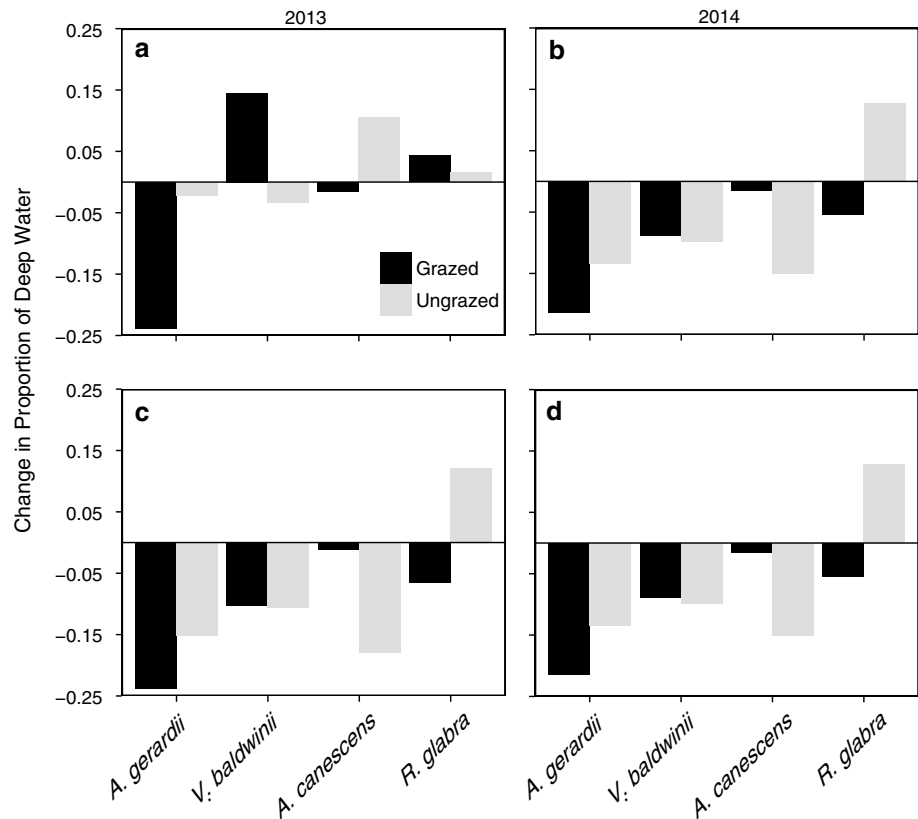 2013
2014
Change in Proportion of Deep Water
a
0.25
0.15
0.05
−0.05
−0.15
−0.25
Grazed
Ungrazed
b
c
0.25
0.15
0.05
−0.05
−0.15
−0.25
d
A. gerardii
V. baldwinii
A. canescens
R. glabra
A. gerardii
V. baldwinii
A. canescens
R. glabra